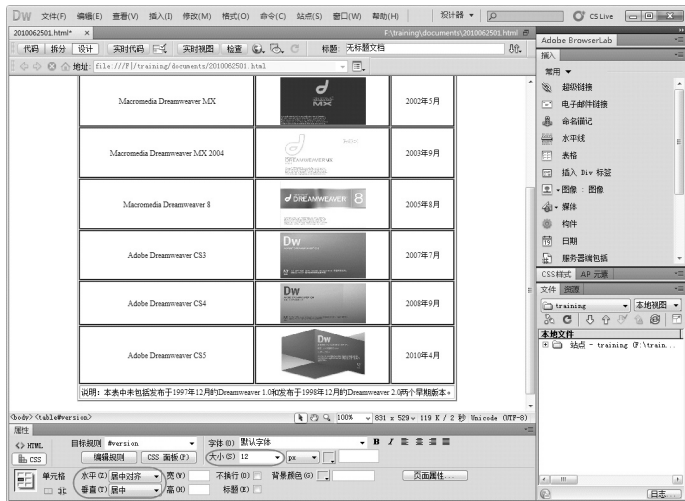 Dw 文件(F) 编辑(E) 查看(V) 插入(I) 修改(M) 格式(O) 命令(C) 站点(S) 窗口(W) 帮助(H) 设计器 CS Live
2010062501.html* × F:\training\documents\2010062501.html
代码 拆分 设计 实时代码 实时视图 检查 标题: 无标题文档
地址: file:///F|/training/documents/2010062501.html
Macromedia Dreamweaver MX MX 2002年5月
Macromedia Dreamweaver MX 2004 DREAMWEAVER MX 2003年9月
Macromedia Dreamweaver 8 DREAMWEAVER 8 2005年8月
Adobe Dreamweaver CS3 Dw 2007年7月
Adobe Dreamweaver CS4 Dw 2008年9月
Adobe Dreamweaver CS5 Dw 2010年4月
说明：本表中未包括发布于1997年12月的Dreamweaver 1.0和发布于1998年12月的Dreamweaver 2.0两个早期版本。
<body> <table#version> 100% 831 x 529 119 K / 2 秒 Unicode (UTF-8)
属性
<> HTML 目标规则 #version 字体(O) 默认字体 B I
CSS 编辑规则 CSS 面板(P) 大小(S) 12 px
单元格 水平(Z) 居中对齐 宽(W) 不换行(O) 背景颜色(G) 页面属性...
垂直(T) 居中 高(H) 标题(E)
Adobe BrowserLab
插入
常用
超级链接
电子邮件链接
命名锚记
水平线
表格
插入 Div 标签
图像 : 图像
媒体
构件
日期
服务器端包括
CSS样式 AP 元素
文件 资源
training 本地视图
本地文件
站点 - training (F:\train...
日志...